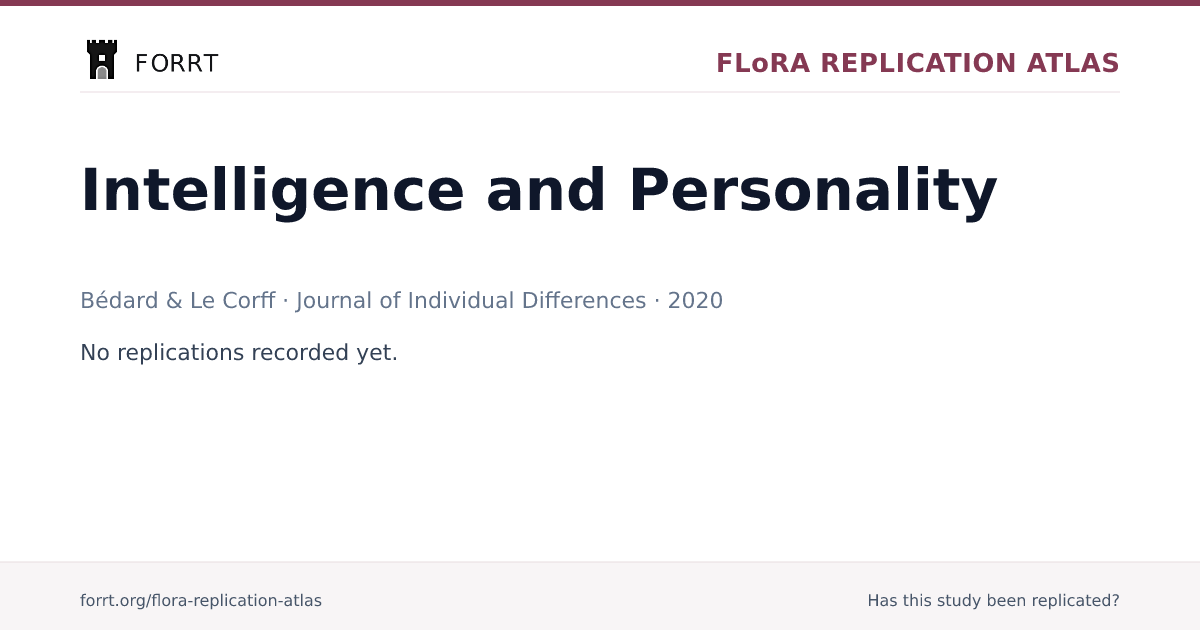 FORRT
FLoRA REPLICATION ATLAS
Intelligence and Personality
Bédard & Le Corff · Journal of Individual Differences · 2020
No replications recorded yet.
forrt.org/flora-replication-atlas
Has this study been replicated?